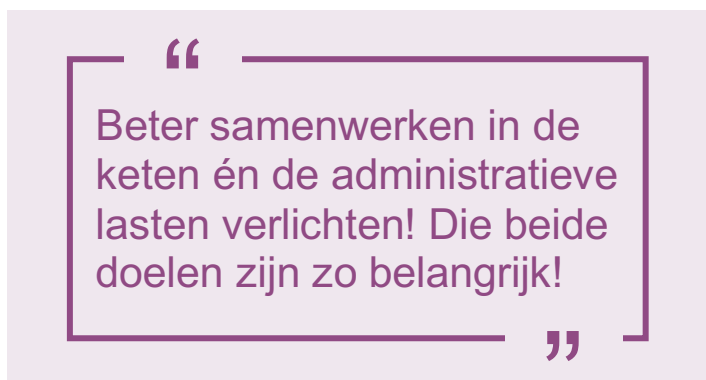 “
Beter samenwerken in de
keten én de administratieve
lasten verlichten! Die beide
doelen zijn zo belangrijk!
”